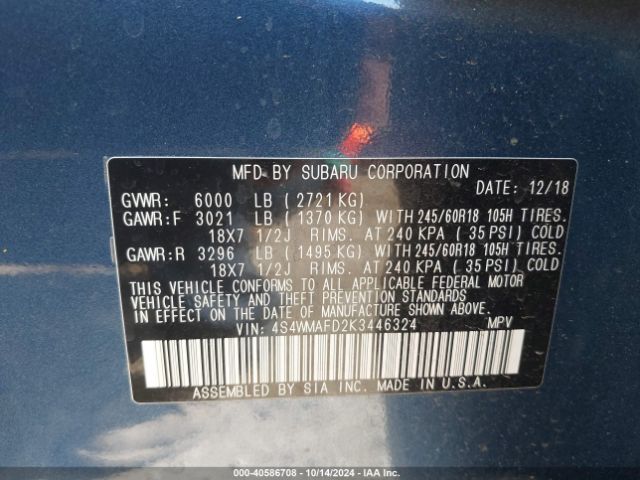 MFD BY SUBARU CORPORATION
DATE: 12/18
GVWR: 6000 LB ( 2721 KG)
GAWR:F 3021 LB ( 1370 KG) WITH 245/60R18 105H TIRES.
18X7 1/2J RIMS. AT 240 KPA ( 35 PSI) COLD
GAWR:R 3296 LB ( 1495 KG) WITH 245/60R18 105H TIRES.
18X7 1/2J RIMS. AT 240 KPA ( 35 PSI) COLD
THIS VEHICLE CONFORMS TO ALL APPLICABLE FEDERAL MOTOR
VEHICLE SAFETY AND THEFT PREVENTION STANDARDS
IN EFFECT ON THE DATE OF MANUFACTURE SHOWN ABOVE.
VIN: 4S4WMAFD2K3446324 MPV
ASSEMBLED BY SIA INC. MADE IN U.S.A.
000-40586708 | 10/14/2024 | IAA Inc.